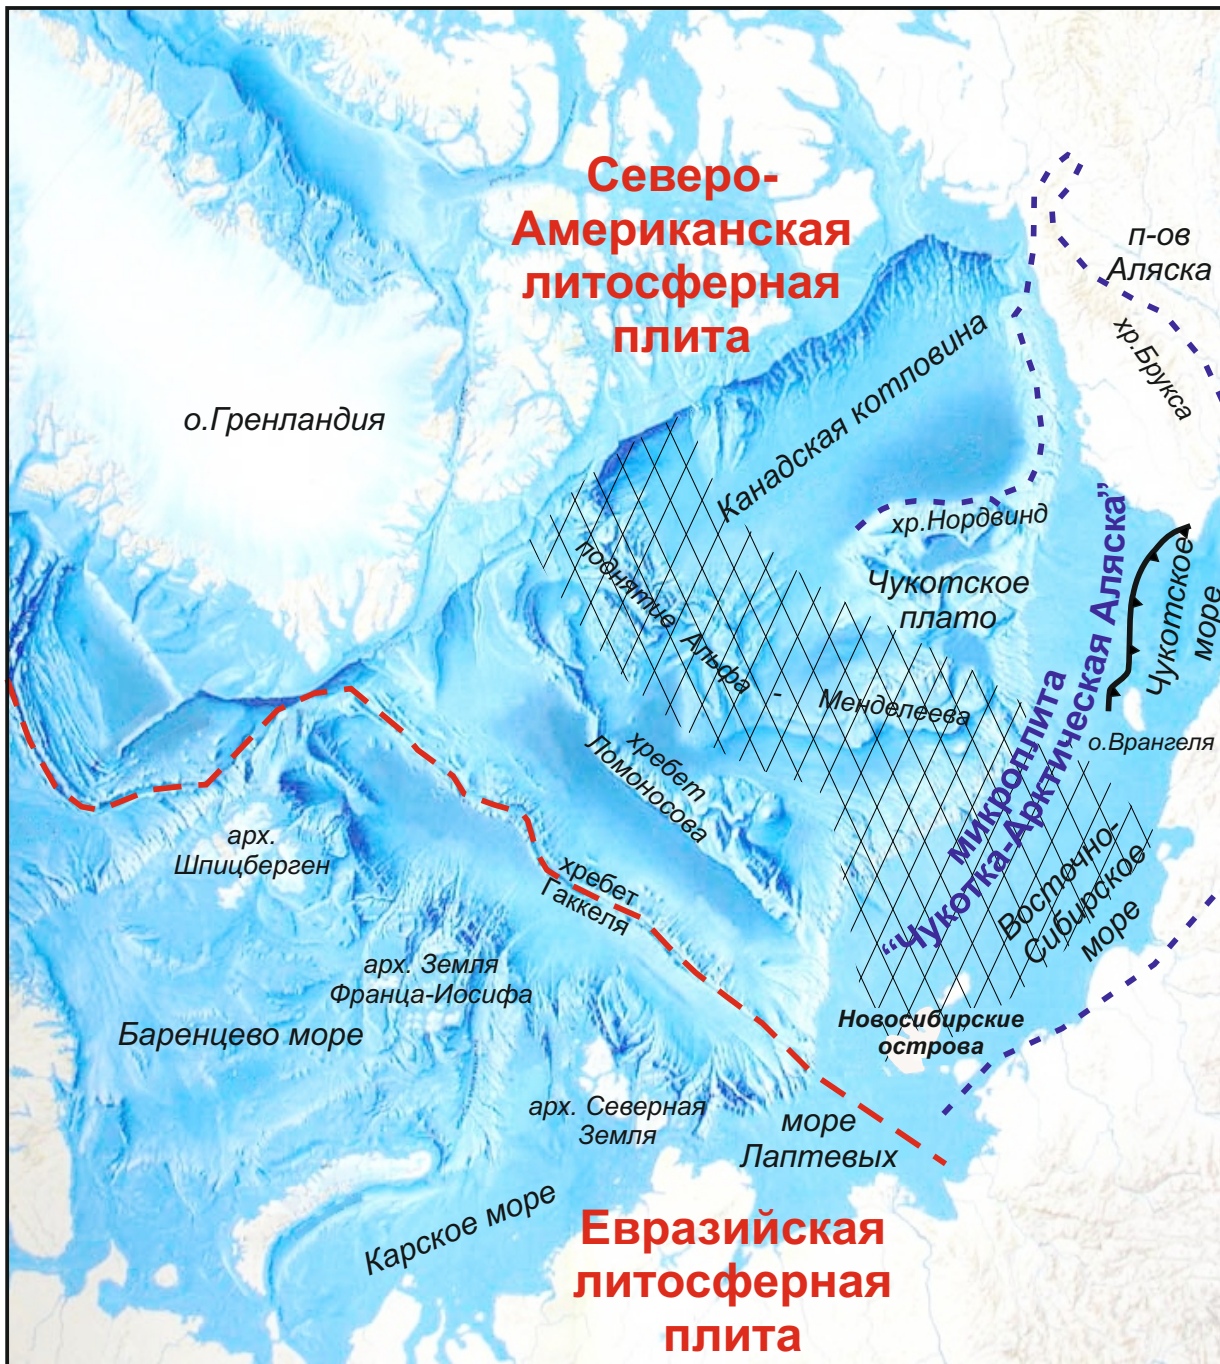 Северо-
Американская
литосферная
плита
п-ов
Аляска
хр.Брукса
о.Гренландия
Канадская котловина
хр.Нордвинд
Чукотское
плато
поднятие Альфа - Менделеева
микроплита
“Чукотка-Арктическая Аляска”
Чукотское
море
о.Врангеля
хребет
Ломоносова
арх.
Шпицберген
хребет
Гаккеля
Восточно-
Сибирское
море
арх. Земля
Франца-Иосифа
Баренцево море
Новосибирские
острова
арх. Северная
Земля
море
Лаптевых
Карское море
Евразийская
литосферная
плита